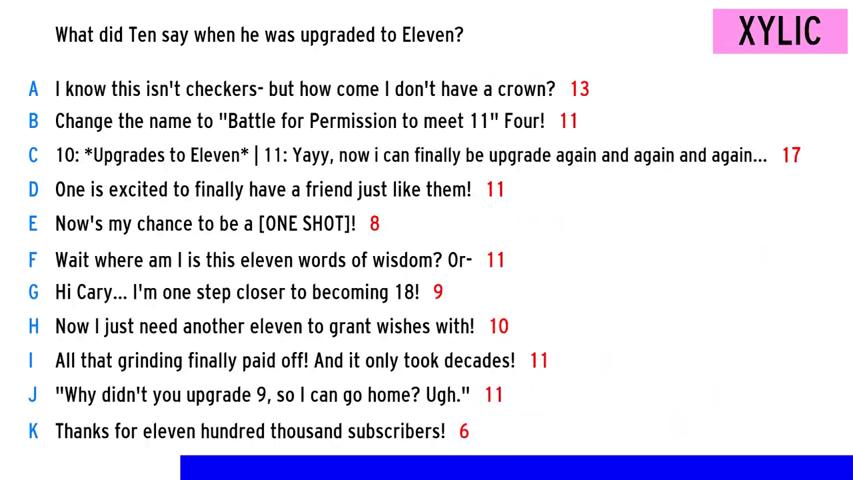 What did Ten say when he was upgraded to Eleven?
XYLIC
A I know this isn't checkers- but how come I don't have a crown? 13
B Change the name to "Battle for Permission to meet 11" Four! 11
C 10: *Upgrades to Eleven* | 11: Yayy, now i can finally be upgrade again and again and again... 17
D One is excited to finally have a friend just like them! 11
E Now's my chance to be a [ONE SHOT]! 8
F Wait where am I is this eleven words of wisdom? Or- 11
G Hi Cary... I'm one step closer to becoming 18! 9
H Now I just need another eleven to grant wishes with! 10
I All that grinding finally paid off! And it only took decades! 11
J "Why didn't you upgrade 9, so I can go home? Ugh." 11
K Thanks for eleven hundred thousand subscribers! 6